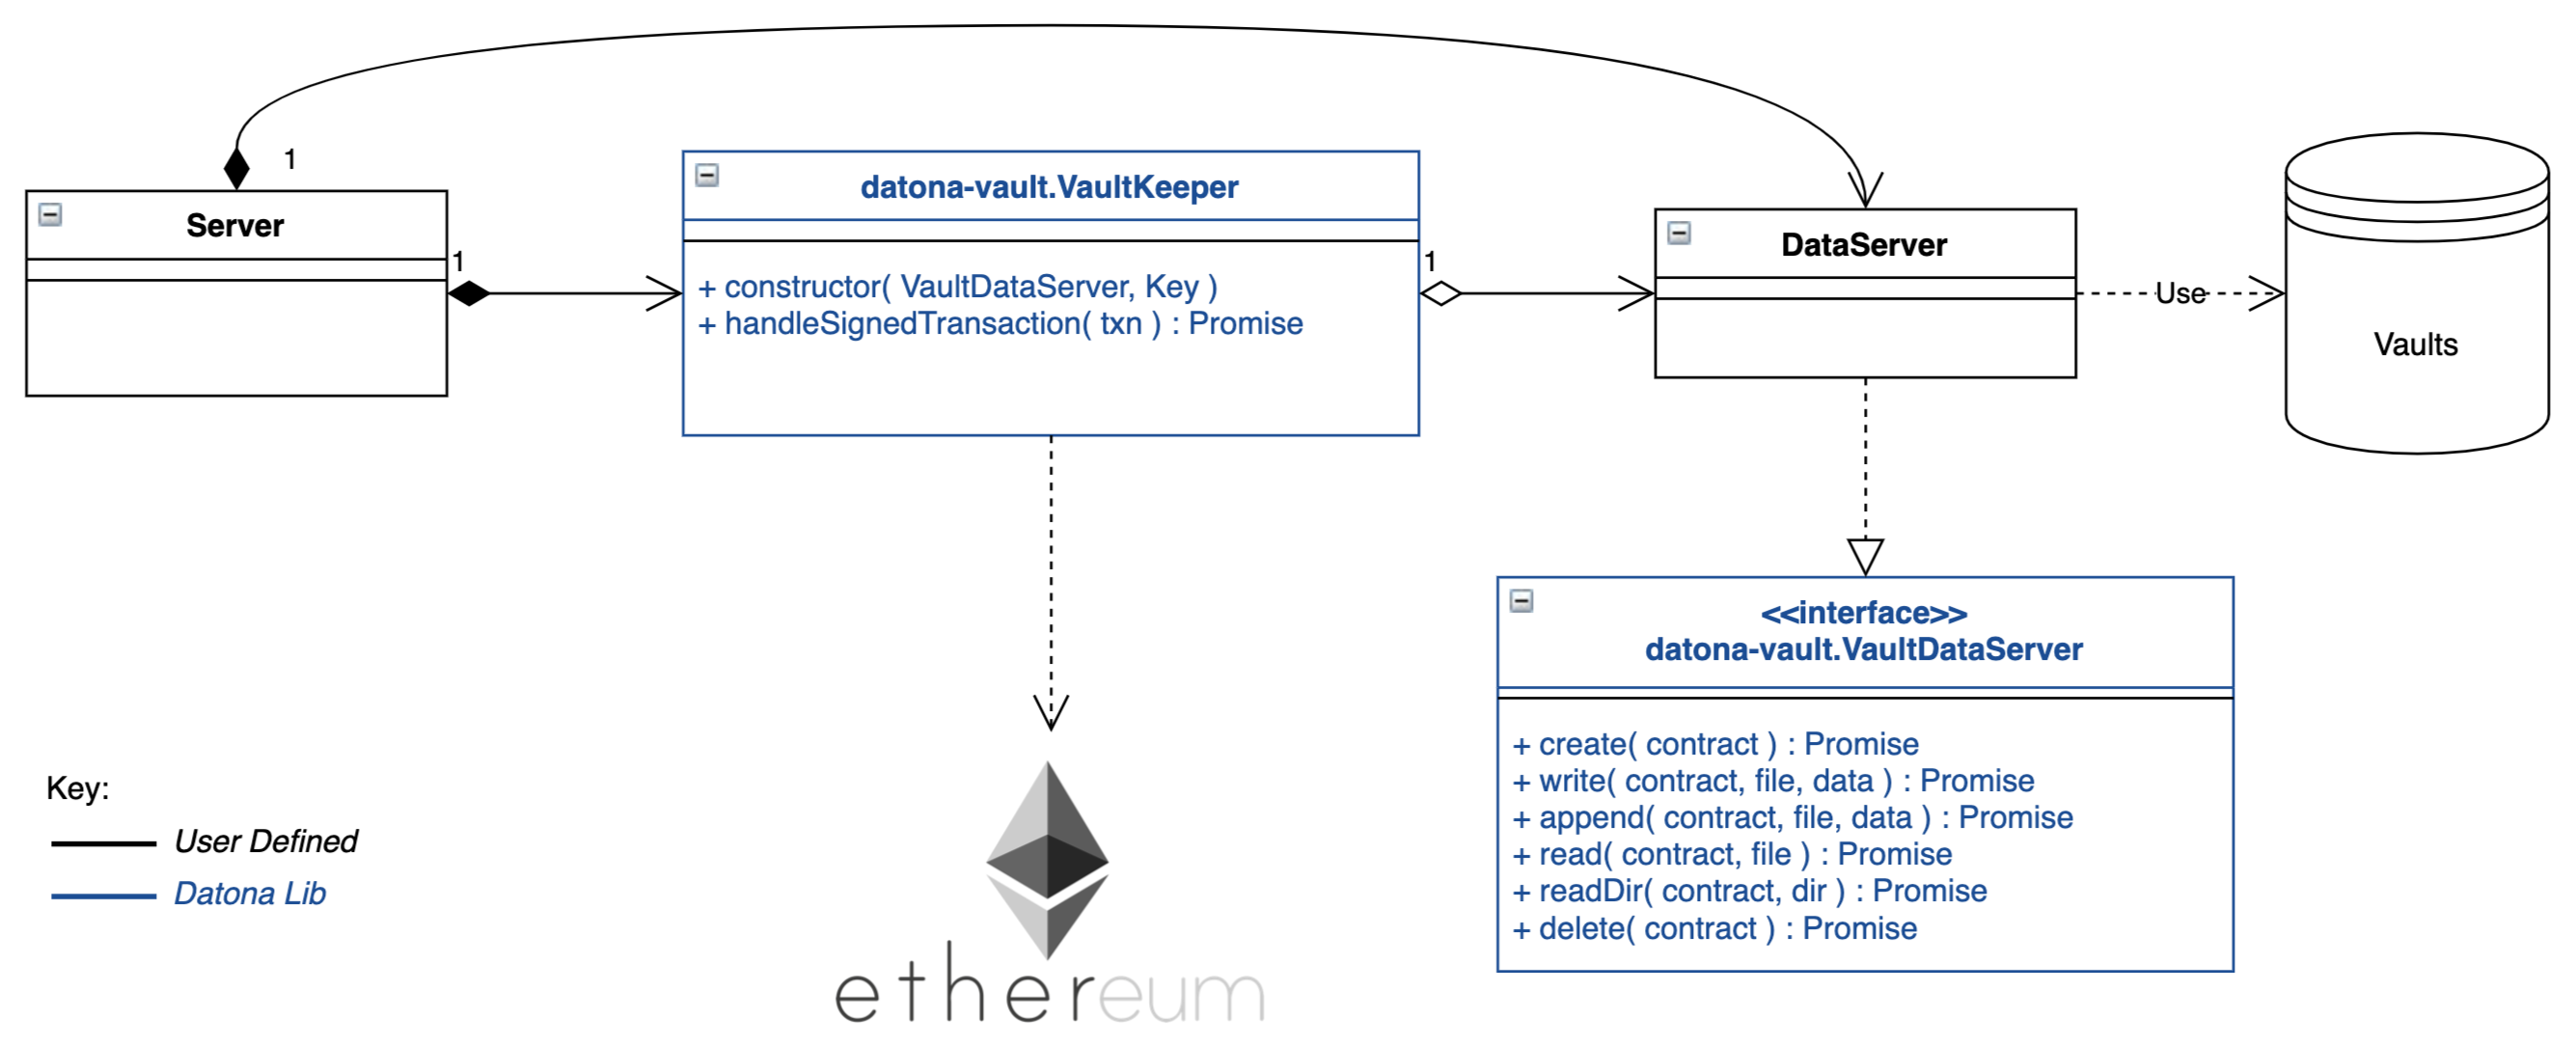 1
Server
1
datona-vault.VaultKeeper
+ constructor( VaultDataServer, Key )
+ handleSignedTransaction( txn ) : Promise
1
DataServer
Use
Vaults
<<interface>>
datona-vault.VaultDataServer
+ create( contract ) : Promise
+ write( contract, file, data ) : Promise
+ append( contract, file, data ) : Promise
+ read( contract, file ) : Promise
+ readDir( contract, dir ) : Promise
+ delete( contract ) : Promise
ethereum
Key:
User Defined
Datona Lib